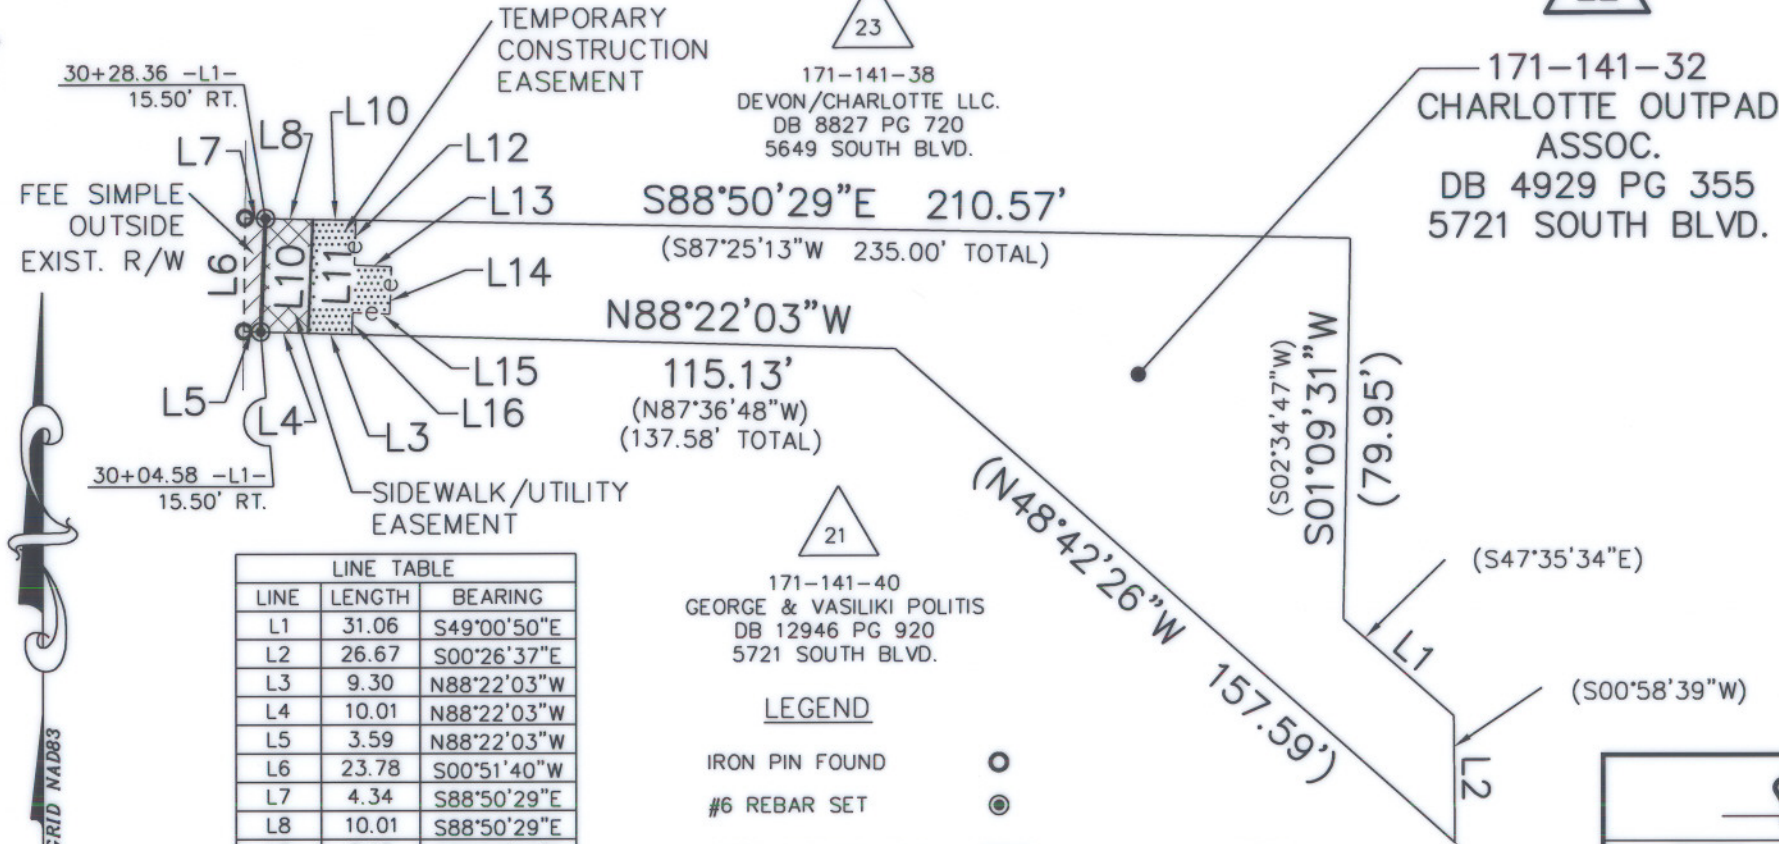 TEMPORARY
CONSTRUCTION
EASEMENT
30+28.36 -L1-
15.50' RT.
L10
L8
L7
L12
L13
FEE SIMPLE
OUTSIDE
EXIST. R/W
L6
L10
L11
e
e
e
L14
L15
L16
L5
L4
L3
30+04.58 -L1-
15.50' RT.
SIDEWALK/UTILITY
EASEMENT
23
171-141-38
DEVON/CHARLOTTE LLC.
DB 8827 PG 720
5649 SOUTH BLVD.
171-141-32
CHARLOTTE OUTPAD
ASSOC.
DB 4929 PG 355
5721 SOUTH BLVD.
S88°50'29"E 210.57'
(S87°25'13"W 235.00' TOTAL)
N88°22'03"W
115.13'
(N87°36'48"W)
(137.58' TOTAL)
(S02°34'47"W)
S01°09'31"W
(79.95')
(N48°42'26"W 157.59')
(S47°35'34"E)
L1
(S00°58'39"W)
L2
21
171-141-40
GEORGE & VASILIKI POLITIS
DB 12946 PG 920
5721 SOUTH BLVD.
LEGEND
IRON PIN FOUND
#6 REBAR SET
LINE TABLE
LINE LENGTH BEARING
L1 31.06 S49°00'50"E
L2 26.67 S00°26'37"E
L3 9.30 N88°22'03"W
L4 10.01 N88°22'03"W
L5 3.59 N88°22'03"W
L6 23.78 S00°51'40"W
L7 4.34 S88°50'29"E
L8 10.01 S88°50'29"E
GRID NAD83